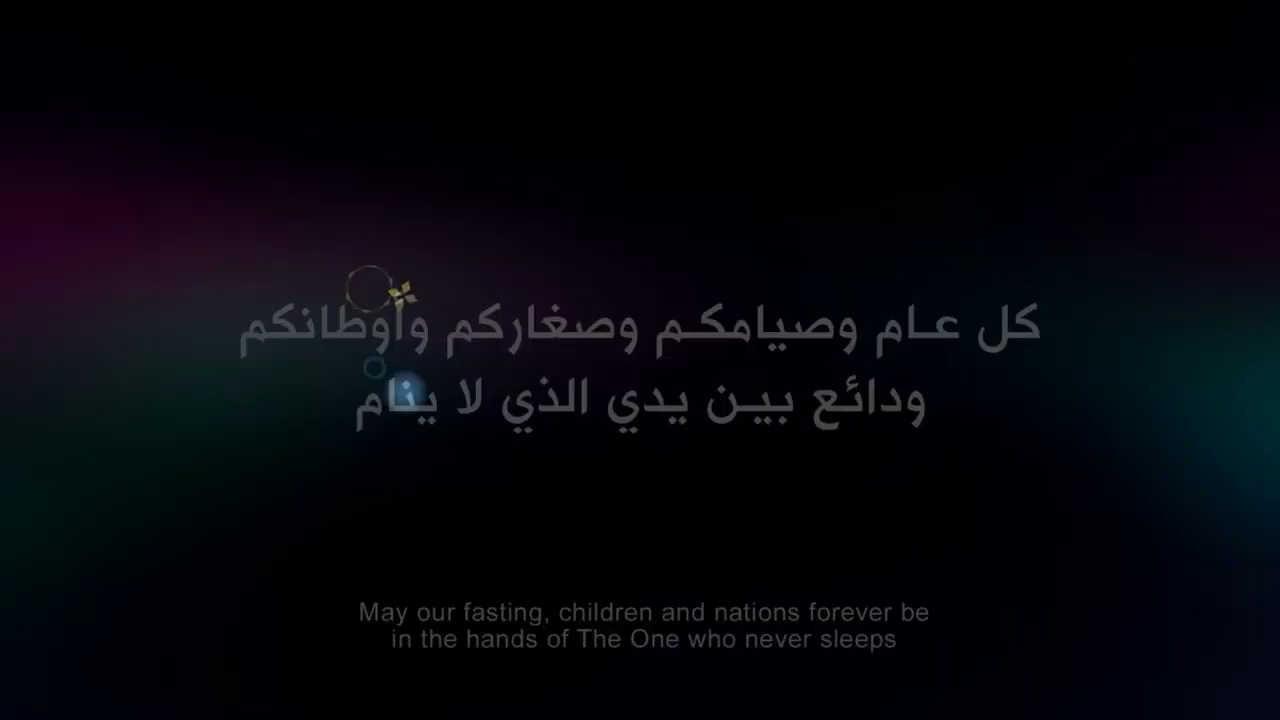 كل عام وصيامكم وصغاركم وأوطانكم
ودائع بين يدي الذي لا ينام
May our fasting, children and nations forever be
in the hands of The One who never sleeps